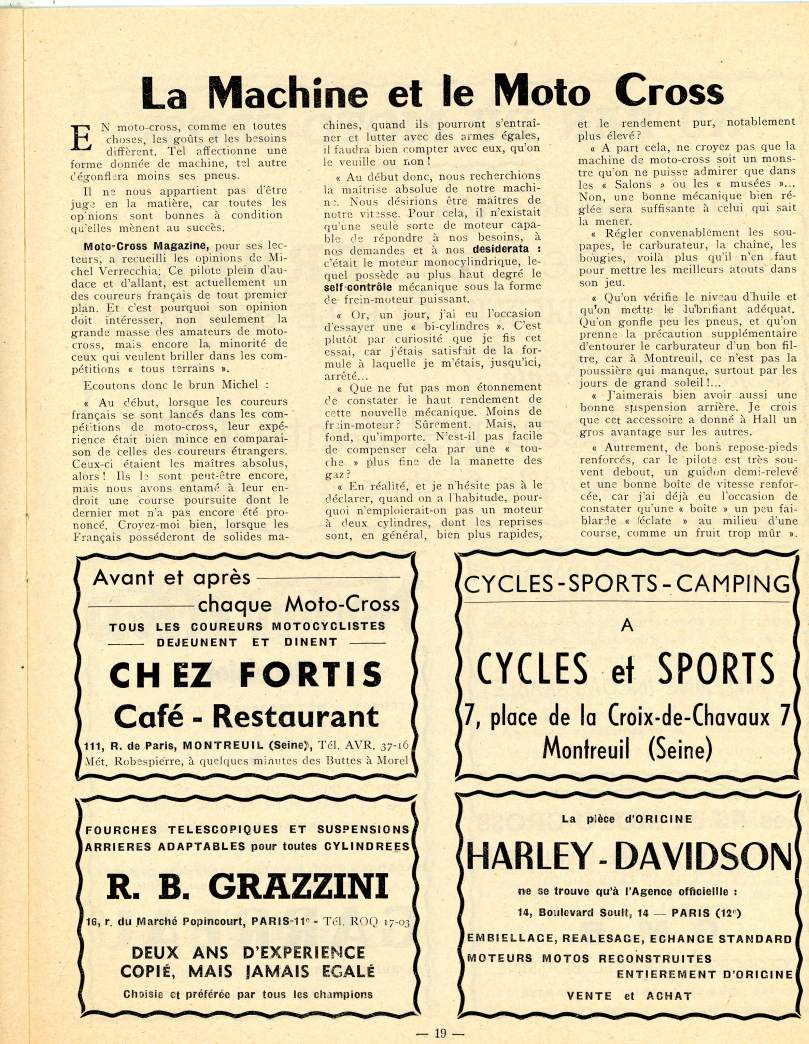 La Machine et le Moto Cross
EN moto-cross, comme en toutes
choses, les goûts et les besoins
diffèrent. Tel affectionne une
forme donnée de machine, tel autre
dégonflera moins ses pneus.
Il ne nous appartient pas d'être
juge en la matière, car toutes les
opinions sont bonnes à condition
qu'elles mènent au succès.
Moto-Cross Magazine, pour ses lec-
teurs, a recueilli les opinions de Mi-
chel Verrecchia. Ce pilote plein d'au-
dace et d'allant, est actuellement un
des coureurs français de tout premier
plan. Et c'est pourquoi son opinion
doit intéresser, non seulement la
grande masse des amateurs de moto-
cross, mais encore la minorité de
ceux qui veulent briller dans les com-
pétitions « tous terrains ».
Ecoutons donc le brun Michel :
« Au début, lorsque les coureurs
français se sont lancés dans les com-
pétitions de moto-cross, leur expé-
rience était bien mince en comparai-
son de celles des coureurs étrangers.
Ceux-ci étaient les maîtres absolus,
alors ! Ils le sont peut-être encore,
mais nous avons entamé à leur en-
droit une course poursuite dont le
dernier mot n'a pas encore été pro-
noncé. Croyez-moi bien, lorsque les
Français posséderont de solides ma-
chines, quand ils pourront s'entraî-
ner et lutter avec des armes égales,
il faudra bien compter avec eux, qu'on
le veuille ou non !
« Au début donc, nous recherchions
la maîtrise absolue de notre machi-
ne. Nous désirions être maîtres de
notre vitesse. Pour cela, il n'existait
qu'une seule sorte de moteur capa-
ble de répondre à nos besoins, à
nos demandes et à nos desiderata :
c'était le moteur monocylindrique, le-
quel possède au plus haut degré le
self-contrôle mécanique sous la forme
de frein-moteur puissant.
« Or, un jour, j'ai eu l'occasion
d'essayer une « bi-cylindres ». C'est
plutôt par curiosité que je fis cet
essai, car j'étais satisfait de la for-
mule à laquelle je m'étais, jusqu'ici,
arrêté...
« Que ne fut pas mon étonnement
de constater le haut rendement de
cette nouvelle mécanique. Moins de
frein-moteur ? Sûrement. Mais, au
fond, qu'importe. N'est-il pas facile
de compenser cela par une « tou-
che » plus fine de la manette des
gaz ?
« En réalité, et je n'hésite pas à le
déclarer, quand on a l'habitude, pour-
quoi n'emploierait-on pas un moteur
à deux cylindres, dont les reprises
sont, en général, bien plus rapides,
et le rendement pur, notablement
plus élevé ?
« A part cela, ne croyez pas que la
machine de moto-cross soit un mons-
tre qu'on ne puisse admirer que dans
les « Salons » ou les « musées »...
Non, une bonne mécanique bien ré-
glée sera suffisante à celui qui sait
la mener.
« Régler convenablement les sou-
papes, le carburateur, la chaîne, les
bougies, voilà plus qu'il n'en faut
pour mettre les meilleurs atouts dans
son jeu.
« Qu'on vérifie le niveau d'huile et
qu'on mette le lubrifiant adéquat.
Qu'on gonfle peu les pneus, et qu'on
prenne la précaution supplémentaire
d'entourer le carburateur d'un bon fil-
tre, car à Montreuil, ce n'est pas la
poussière qui manque, surtout par les
jours de grand soleil !...
« J'aimerais bien avoir aussi une
bonne suspension arrière. Je crois
que cet accessoire a donné à Hall un
gros avantage sur les autres.
« Autrement, de bons repose-pieds
renforcés, car le pilote est très sou-
vent debout, un guidon demi-relevé
et une bonne boîte de vitesse renfor-
cée, car j'ai déjà eu l'occasion de
constater qu'une « boîte » un peu fai-
blarde « éclate » au milieu d'une
course, comme un fruit trop mûr ».
Avant et après
chaque Moto-Cross
TOUS LES COUREURS MOTOCYCLISTES
DEJEUNENT ET DINENT
CHEZ FORTIS
Café - Restaurant
111, R. de Paris, MONTREUIL (Seine), Tél. AVR. 37-16
Mét. Robespierre, à quelques minutes des Buttes à Morel
CYCLES-SPORTS-CAMPING
A
CYCLES et SPORTS
7, place de la Croix-de-Chavaux 7
Montreuil (Seine)
FOURCHES TELESCOPIQUES ET SUSPENSIONS
ARRIERES ADAPTABLES pour toutes CYLINDREES
R. B. GRAZZINI
16, r. du Marché Popincourt, PARIS-11e - Tél. ROQ 17-03
DEUX ANS D'EXPERIENCE
COPIÉ, MAIS JAMAIS EGALÉ
Choisie et préférée par tous les champions
La pièce d'ORIGINE
HARLEY-DAVIDSON
ne se trouve qu'à l'Agence officiellle :
14, Boulevard Soult, 14 — PARIS (12e)
EMBIELLAGE, REALESAGE, ECHANGE STANDARD
MOTEURS MOTOS RECONSTRUITES
ENTIEREMENT D'ORIGINE
VENTE et ACHAT
— 19 —